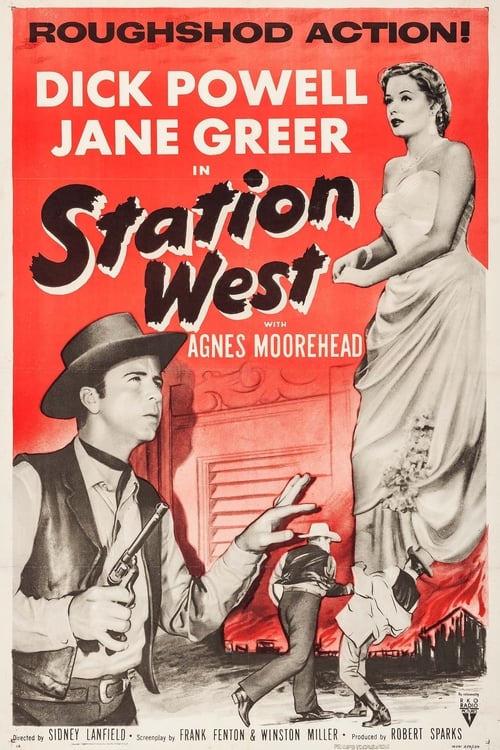 ROUGHSHOD ACTION!
DICK POWELL
JANE GREER
IN
Station
West
WITH
AGNES MOOREHEAD
RKO
RADIO
PICTURES
Directed by SIDNEY LANFIELD • Screenplay by FRANK FENTON & WINSTON MILLER • Produced by ROBERT SPARKS